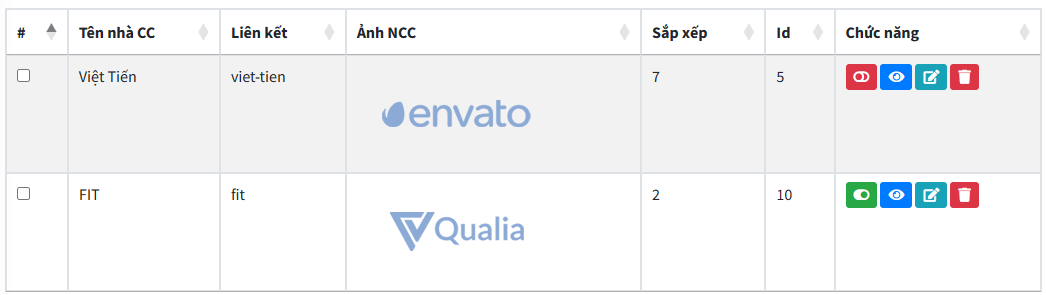 # Tên nhà CC Liên kết Ảnh NCC Sắp xếp Id Chức năng
Việt Tiến viet-tien envato 7 5
FIT fit Qualia 2 10